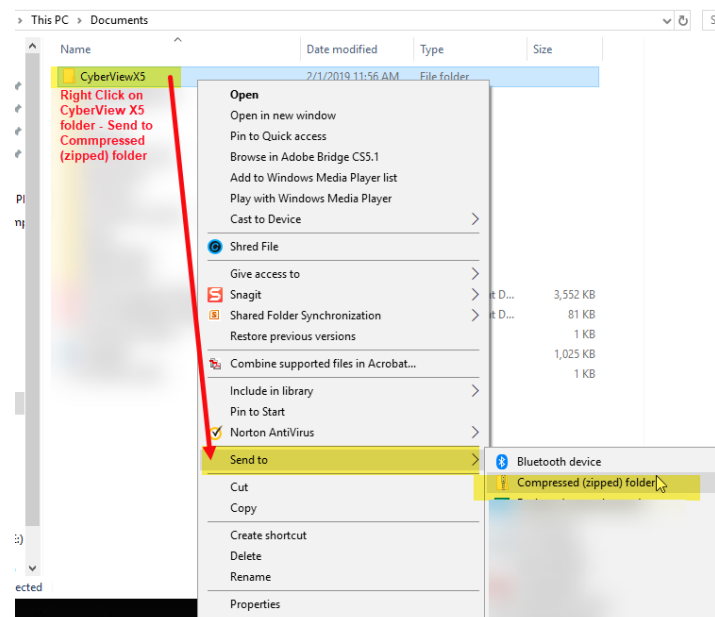 > This PC > Documents
S
Name
Date modified
Type
Size
CyberViewX5
2/1/2019 11:56 AM
File folder
Right Click on
CyberView X5
folder - Send to
Commpressed
(zipped) folder
Open
Open in new window
Pin to Quick access
Browse in Adobe Bridge CS5.1
Add to Windows Media Player list
Play with Windows Media Player
Cast to Device
Shred File
Give access to
Snagit
Shared Folder Synchronization
Restore previous versions
Combine supported files in Acrobat...
Include in library
Pin to Start
Norton AntiVirus
Send to
Cut
Copy
Create shortcut
Delete
Rename
Properties
t D...
3,552 KB
t D...
81 KB
1 KB
1,025 KB
1 KB
Bluetooth device
Compressed (zipped) folder
Pl
:)
ected